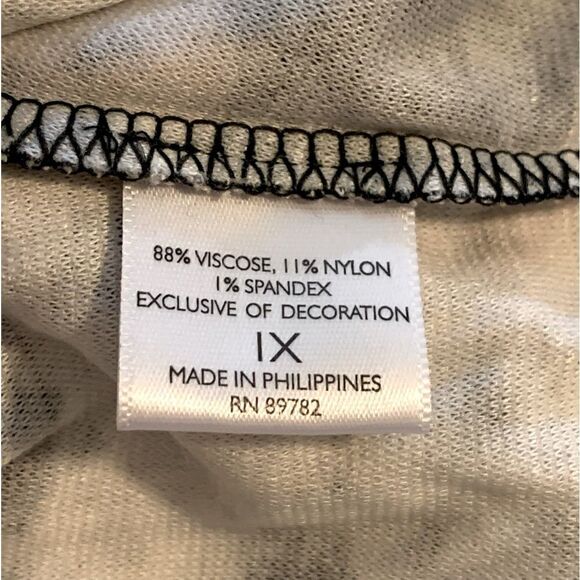 88% VISCOSE, 11% NYLON
1% SPANDEX
EXCLUSIVE OF DECORATION
1X
MADE IN PHILIPPINES
RN 89782